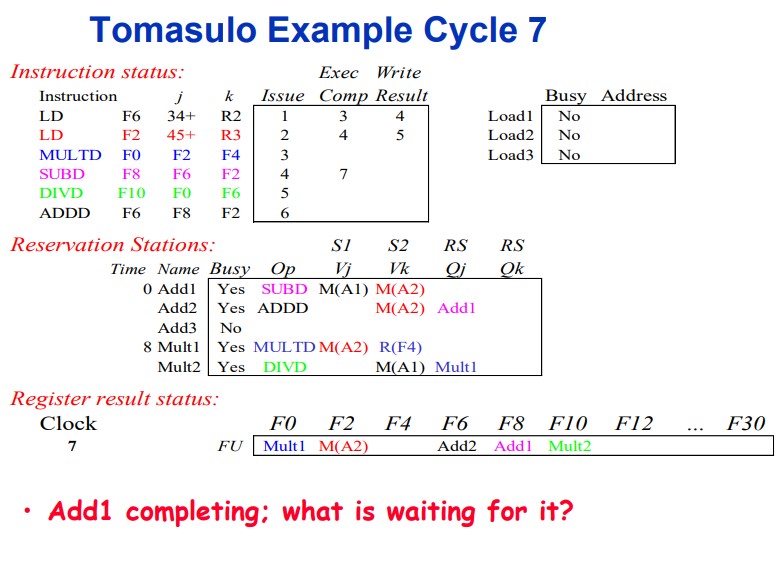 Tomasulo Example Cycle 7
Instruction status: Exec Write
Instruction j k Issue Comp Result Busy Address
LD F6 34+ R2 1 3 4 Load1 No
LD F2 45+ R3 2 4 5 Load2 No
MULTD F0 F2 F4 3 Load3 No
SUBD F8 F6 F2 4 7
DIVD F10 F0 F6 5
ADDD F6 F8 F2 6
Reservation Stations: S1 S2 RS RS
Time Name Busy Op Vj Vk Qj Qk
0 Add1 Yes SUBD M(A1) M(A2)
Add2 Yes ADDD M(A2) Add1
Add3 No
8 Mult1 Yes MULTD M(A2) R(F4)
Mult2 Yes DIVD M(A1) Mult1
Register result status:
Clock F0 F2 F4 F6 F8 F10 F12 ... F30
7 FU Mult1 M(A2) Add2 Add1 Mult2
• Add1 completing; what is waiting for it?